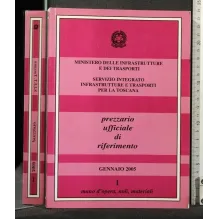 MINISTERO DELLE INFRASTRUTTURE
E DEI TRASPORTI
SERVIZIO INTEGRATO
INFRASTRUTTURE E TRASPORTI
PER LA TOSCANA
prezzario
ufficiale
di
riferimento
GENNAIO 2005
1
mano d'opera, noli, materiali